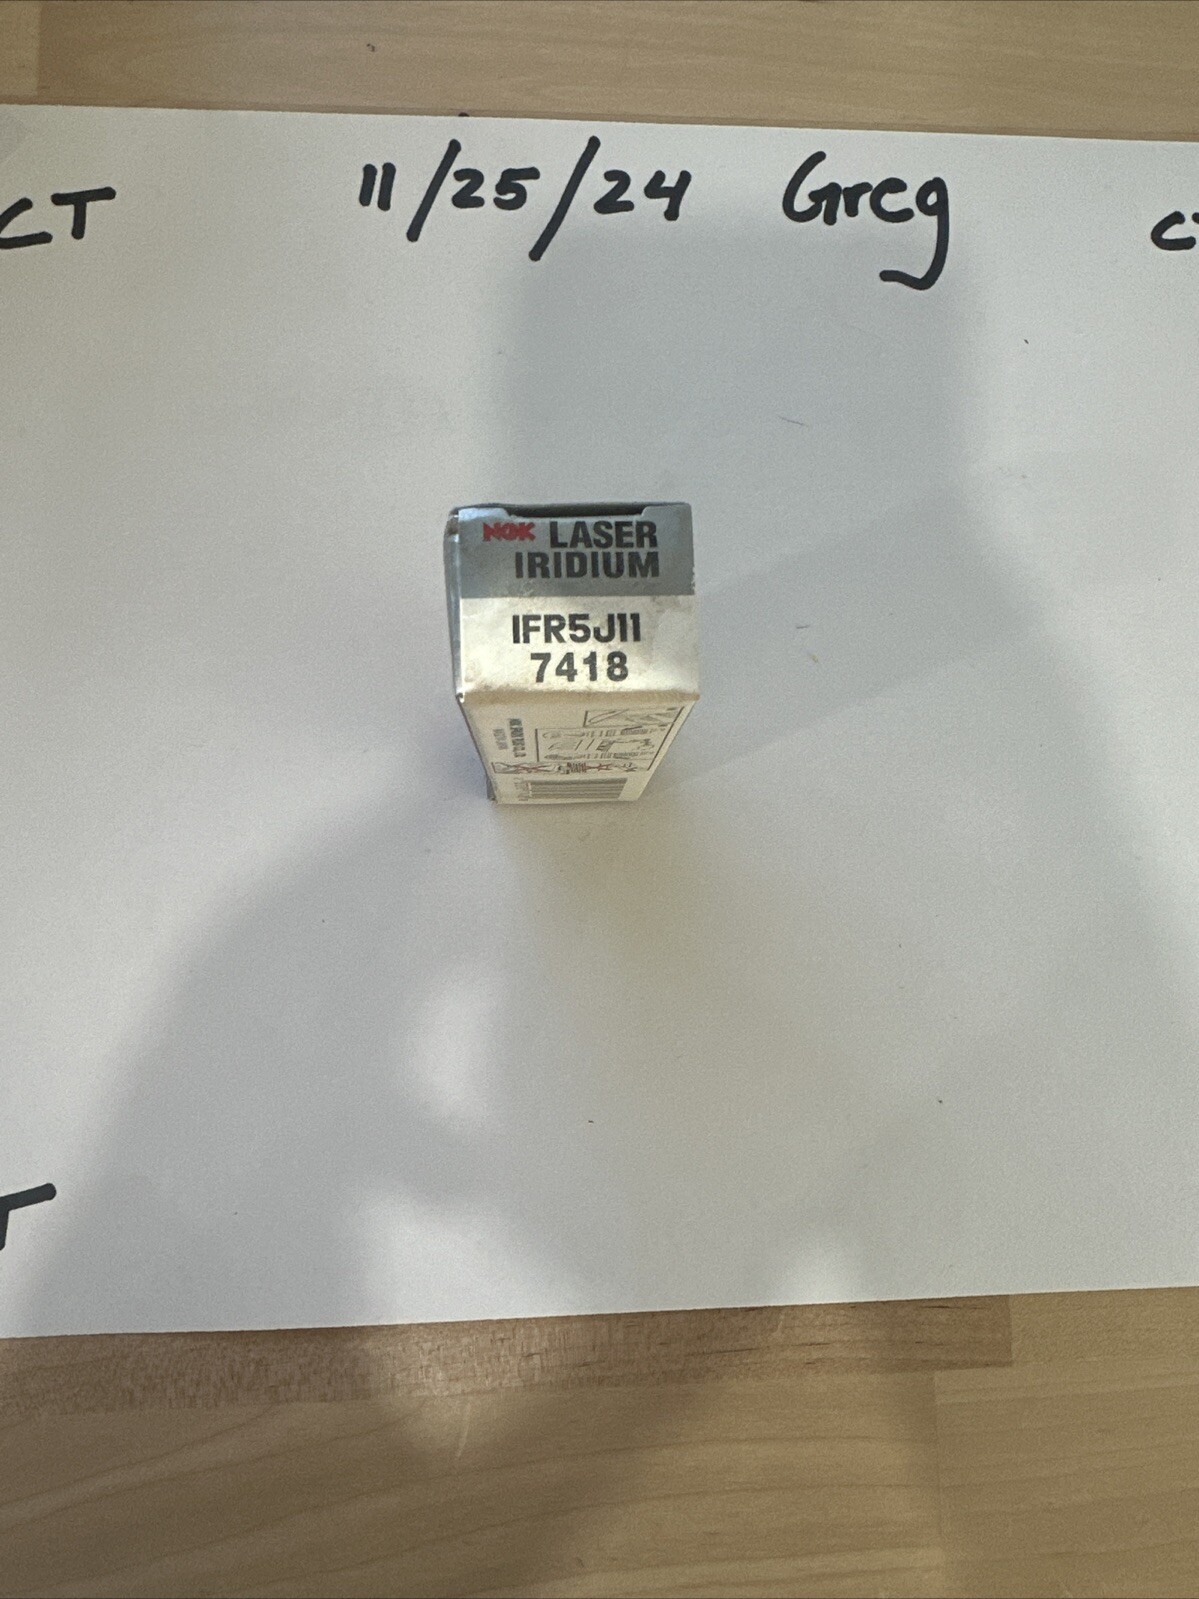 CT 11/25/24 Greg
NGK LASER
IRIDIUM
IFR5J11
7418